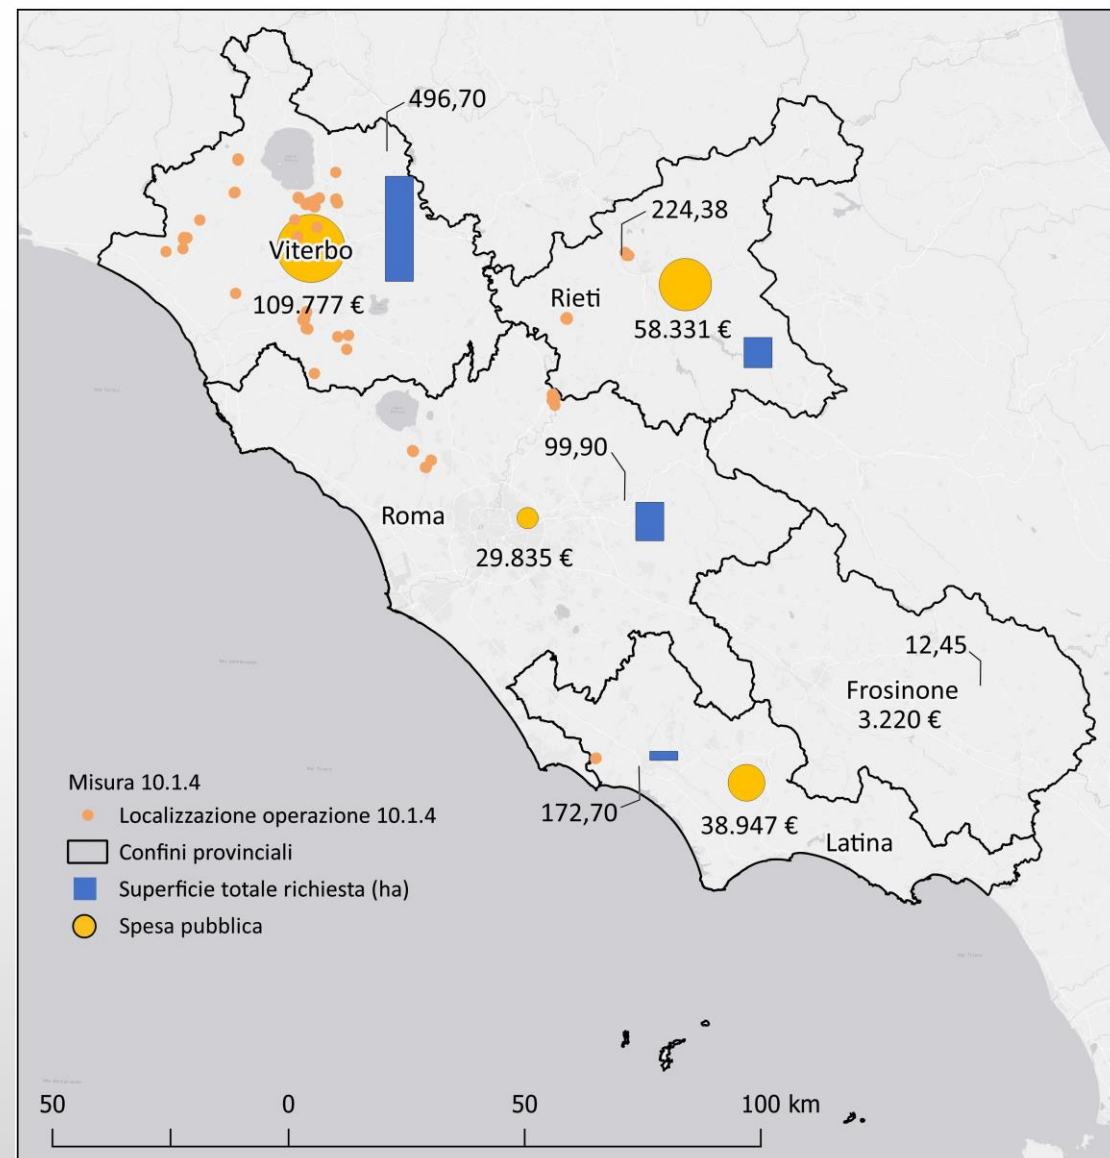 496,70
224,38
Viterbo
Rieti
109.777 €
58.331 €
99,90
Roma
29.835 €
12,45
Frosinone
3.220 €
Misura 10.1.4
Localizzazione operazione 10.1.4
172,70
38.947 €
Latina
Confini provinciali
Superficie totale richiesta (ha)
Spesa pubblica
50 0 50 100 km